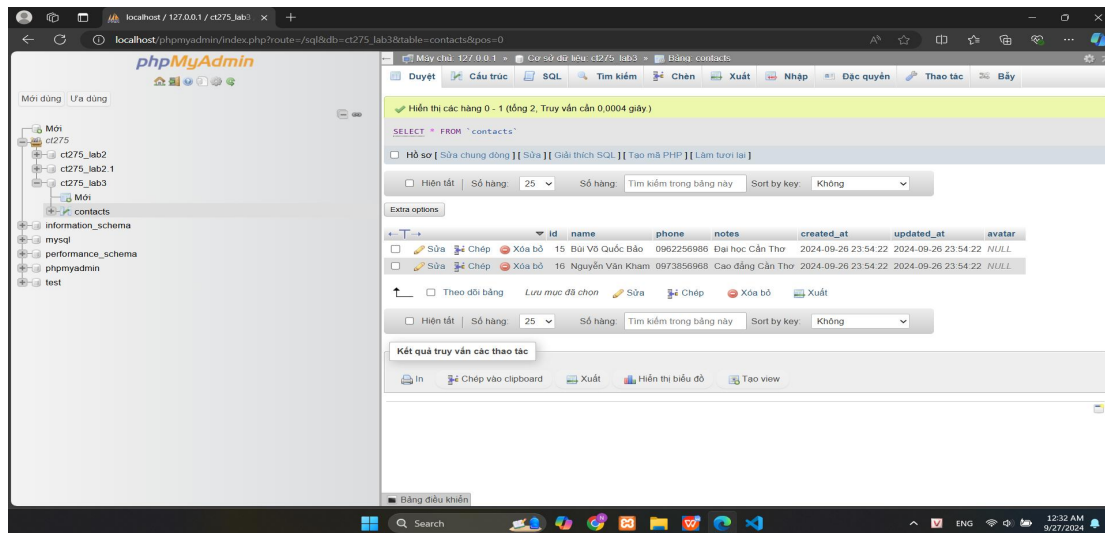 localhost / 127.0.0.1 / ct275_lab3
localhost/phpmyadmin/index.php?route=/sql&db=ct275_lab3&table=contacts&pos=0
phpMyAdmin
Mới dùng Ưa dùng
Mới
ct275
ct275_lab2
ct275_lab2.1
ct275_lab3
Mới
contacts
information_schema
mysql
performance_schema
phpmyadmin
test
Máy chủ: 127.0.0.1 » Cơ sở dữ liệu: ct275_lab3 » Bảng: contacts
Duyệt Cấu trúc SQL Tìm kiếm Chèn Xuất Nhập Đặc quyền Thao tác Bẫy
Hiển thị các hàng 0 - 1 (tổng 2, Truy vấn cần 0,0004 giây.)
SELECT * FROM `contacts`
Hồ sơ [ Sửa chung dòng ] [ Sửa ] [ Giải thích SQL ] [ Tạo mã PHP ] [ Làm tươi lại ]
Hiện tất | Số hàng: 25 Số hàng: Tìm kiếm trong bảng này Sort by key: Không
Extra options
id name phone notes created_at updated_at avatar
Sửa Chép Xóa bỏ 15 Bùi Võ Quốc Bảo 0962256986 Đại học Cần Thơ 2024-09-26 23:54:22 2024-09-26 23:54:22 NULL
Sửa Chép Xóa bỏ 16 Nguyễn Văn Kham 0973856968 Cao đẳng Cần Thơ 2024-09-26 23:54:22 2024-09-26 23:54:22 NULL
Theo dõi bảng Lưu mục đã chọn Sửa Chép Xóa bỏ Xuất
Hiện tất | Số hàng: 25 Số hàng: Tìm kiếm trong bảng này Sort by key: Không
Kết quả truy vấn các thao tác
In Chép vào clipboard Xuất Hiển thị biểu đồ Tạo view
Bảng điều khiển
Search ENG 12:32 AM
9/27/2024